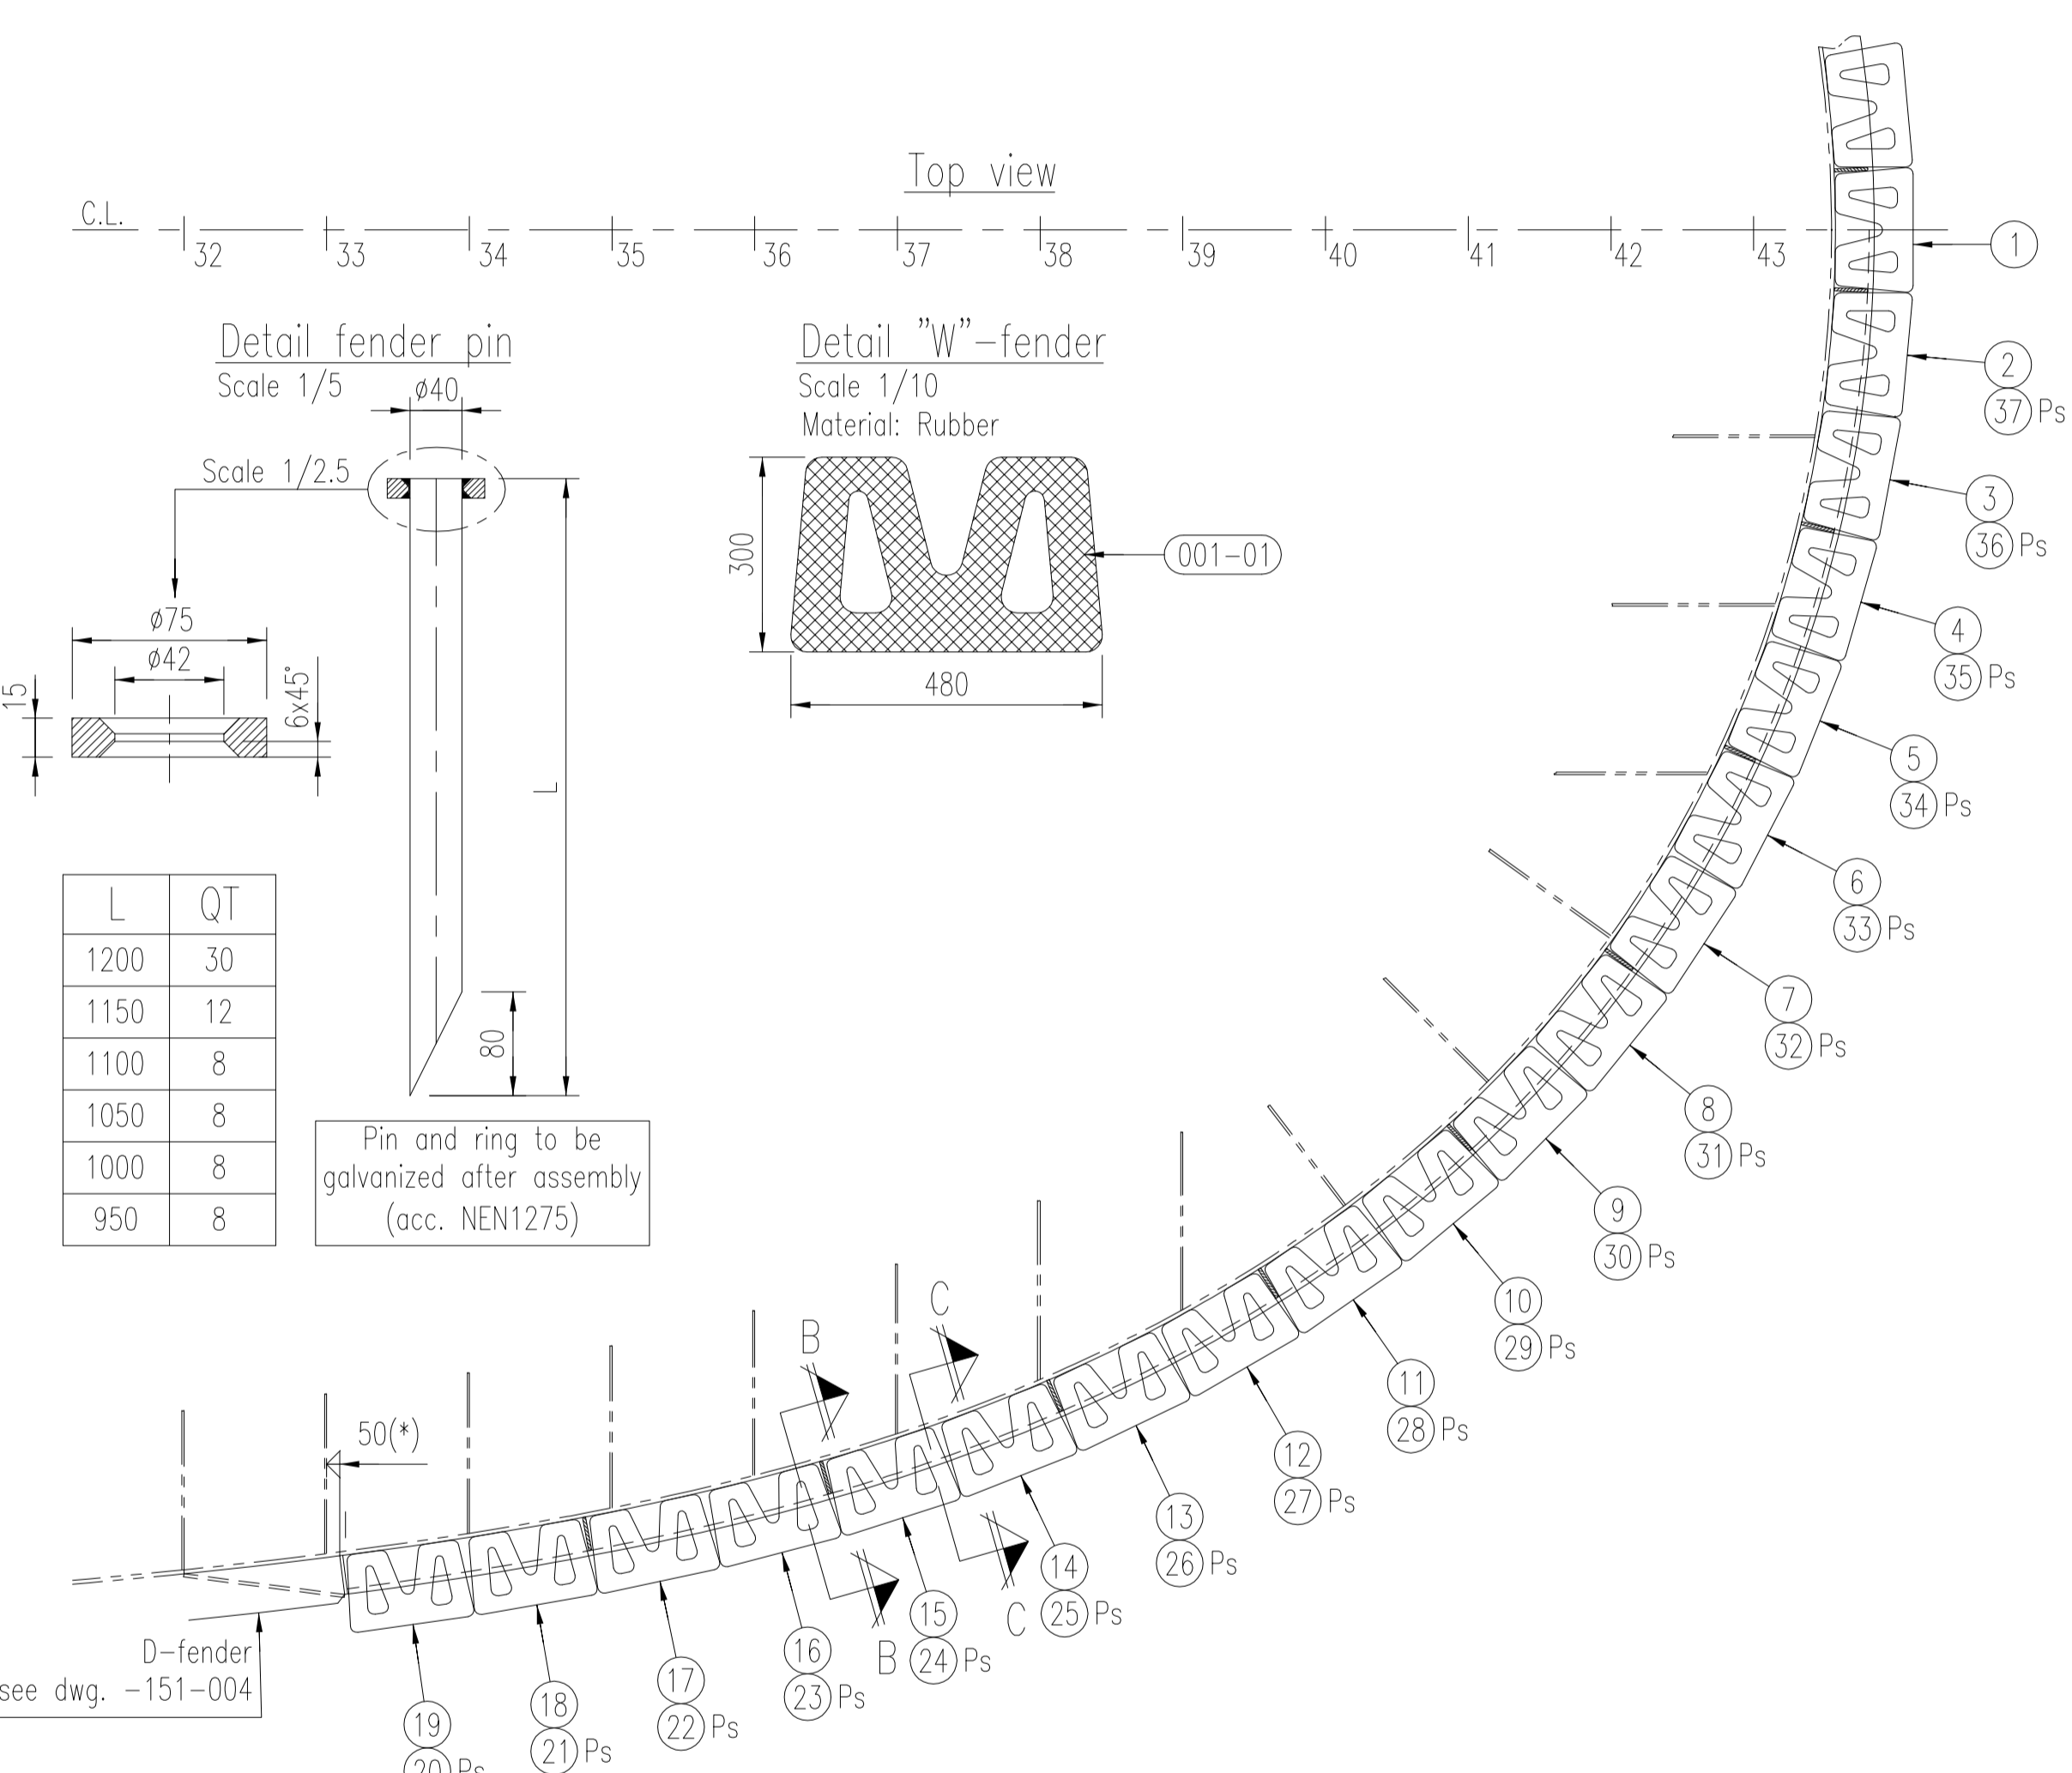 Top view
C.L.
32 33 34 35 36 37 38 39 40 41 42 43
Detail fender pin
Scale 1/5
ø40
Scale 1/2.5
L
80
ø75
ø42
15
6x45°
Detail "W"-fender
Scale 1/10
Material: Rubber
300
480
001-01
L QT
1200 30
1150 12
1100 8
1050 8
1000 8
950 8
Pin and ring to be
galvanized after assembly
(acc. NEN1275)
1
2
37 Ps
3
36 Ps
4
35 Ps
5
34 Ps
6
33 Ps
7
32 Ps
8
31 Ps
9
30 Ps
10
29 Ps
11
28 Ps
12
27 Ps
13
26 Ps
14
25 Ps
15
24 Ps
16
23 Ps
17
22 Ps
18
21 Ps
19
20 Ps
B
C
B
C
50(*)
D-fender
see dwg. -151-004